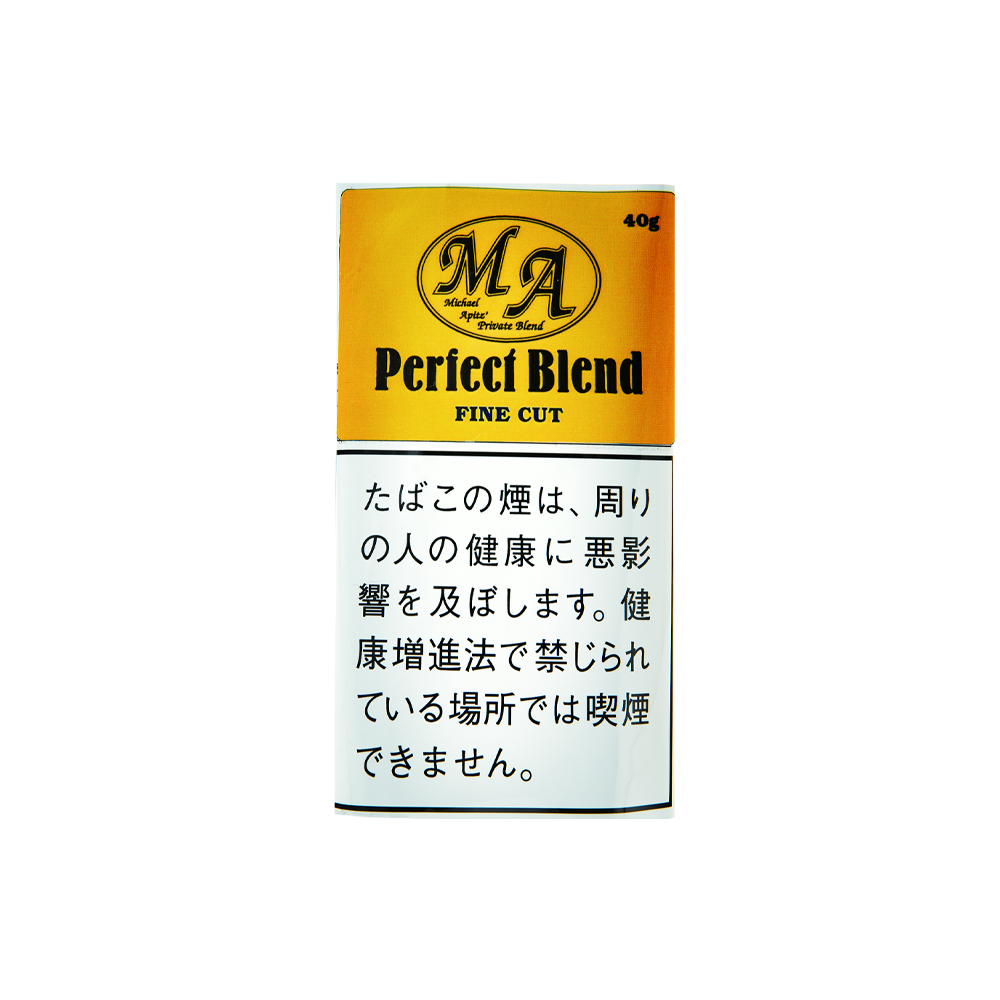 40g
MA
Michael
Apitz'
Private Blend
Perfect Blend
FINE CUT
たばこの煙は、周り
の人の健康に悪影
響を及ぼします。健
康増進法で禁じられ
ている場所では喫煙
できません。